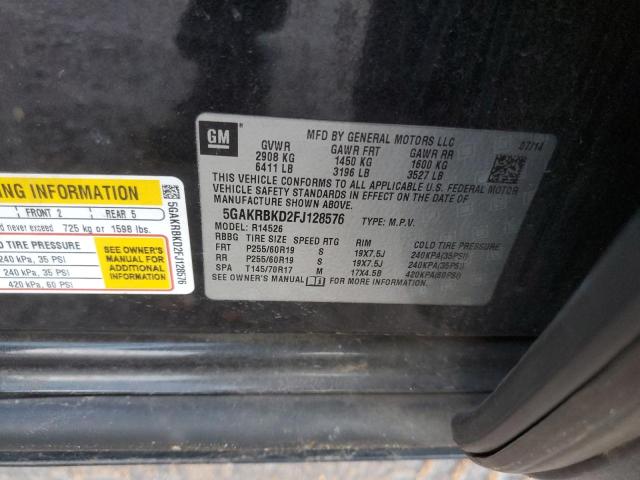 NG INFORMATION
FRONT 2 REAR 5
never exceed 725 kg or 1598 lbs.
D TIRE PRESSURE
240 kPa, 35 PSI
240 kPa, 35 PSI
420 kPa, 60 PSI
SEE OWNER'S
MANUAL FOR
ADDITIONAL
INFORMATION
5GAKRBKD2FJ128576
GM
MFD BY GENERAL MOTORS LLC
07/14
GVWR GAWR FRT GAWR RR
2908 KG 1450 KG 1600 KG
6411 LB 3196 LB 3527 LB
THIS VEHICLE CONFORMS TO ALL APPLICABLE U.S. FEDERAL MOTOR
VEHICLE SAFETY STANDARDS IN EFFECT ON THE DATE OF
MANUFACTURE SHOWN ABOVE.
5GAKRBKD2FJ128576 TYPE: M.P.V.
MODEL: R14526
RBBG TIRE SIZE SPEED RTG RIM COLD TIRE PRESSURE
FRT P255/60R19 S 19X7.5J 240KPA(35PSI)
RR P255/60R19 S 19X7.5J 240KPA(35PSI)
SPA T145/70R17 M 17X4.5B 420KPA(60PSI)
SEE OWNER'S MANUAL FOR MORE INFORMATION.